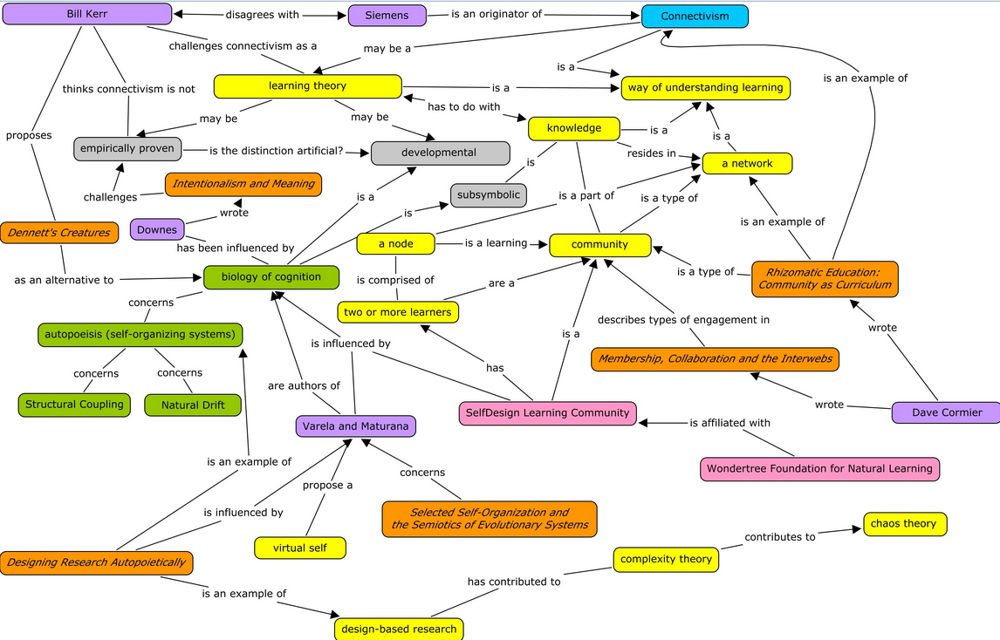 Bill Kerr
disagrees with
Siemens
is an originator of
Connectivism
challenges connectivism as a
may be a
is a
is an example of
learning theory
is a
way of understanding learning
thinks connectivism is not
may be
may be
has to do with
knowledge
is a
is a
proposes
empirically proven
is the distinction artificial?
developmental
resides in
a network
is
challenges
Intentionalism and Meaning
is a
subsymbolic
is a part of
is a type of
wrote
is
is an example of
Dennett's Creatures
Downes
has been influenced by
a node
is a learning
community
as an alternative to
biology of cognition
is comprised of
are a
is a type of
Rhizomatic Education:
Community as Curriculum
concerns
two or more learners
describes types of engagement in
wrote
autopoeisis (self-organizing systems)
is influenced by
is a
Membership, Collaboration and the Interwebs
concerns
concerns
are authors of
has
Structural Coupling
Natural Drift
SelfDesign Learning Community
wrote
Dave Cormier
Varela and Maturana
is affiliated with
is an example of
propose a
concerns
Wondertree Foundation for Natural Learning
is influenced by
Selected Self-Organization and
the Semiotics of Evolutionary Systems
virtual self
chaos theory
contributes to
Designing Research Autopoietically
complexity theory
is an example of
has contributed to
design-based research